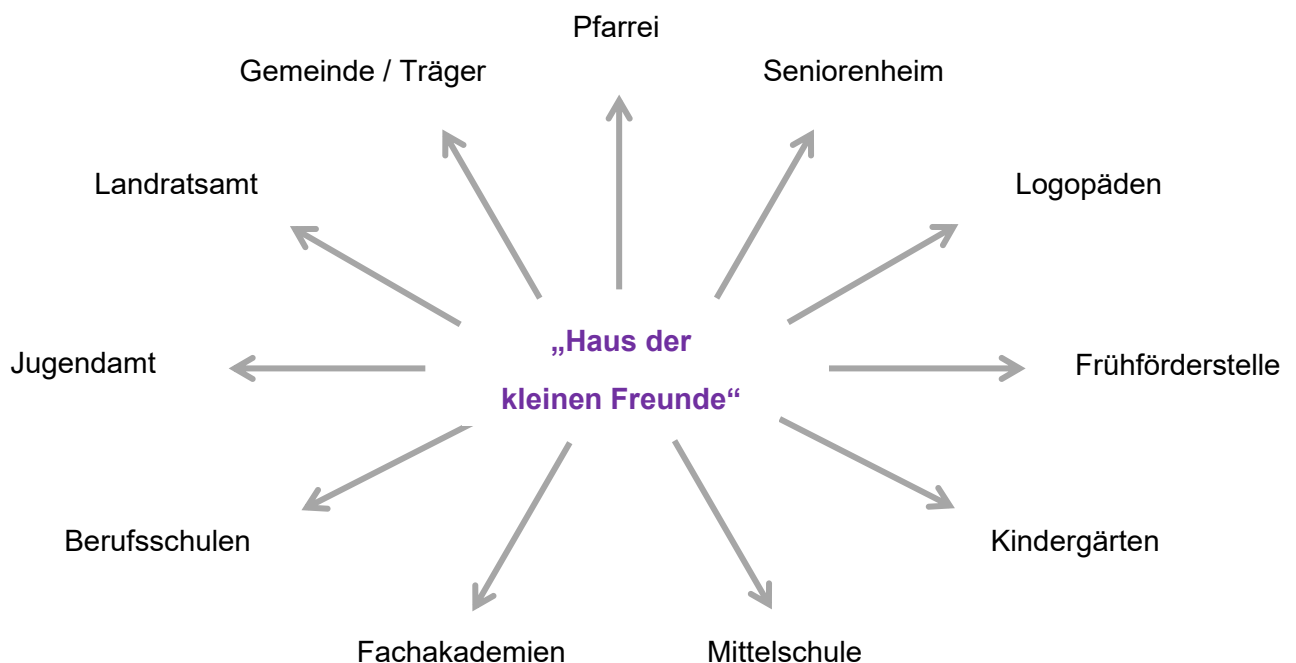 Pfarrei
Gemeinde / Träger
Seniorenheim
Landratsamt
Logopäden
„Haus der
kleinen Freunde“
Jugendamt
Frühförderstelle
Berufsschulen
Kindergärten
Fachakademien
Mittelschule